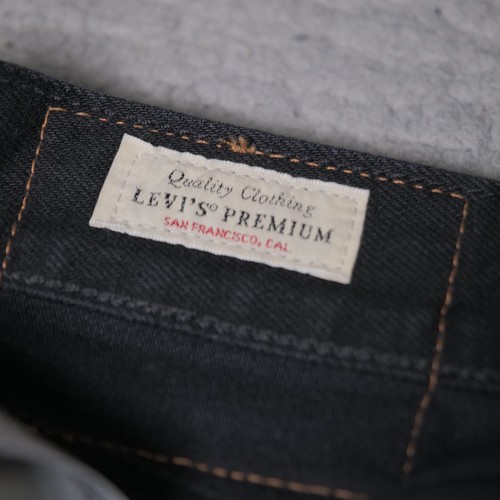 Quality Clothing
LEVI'S® PREMIUM
SAN FRANCISCO, CAL